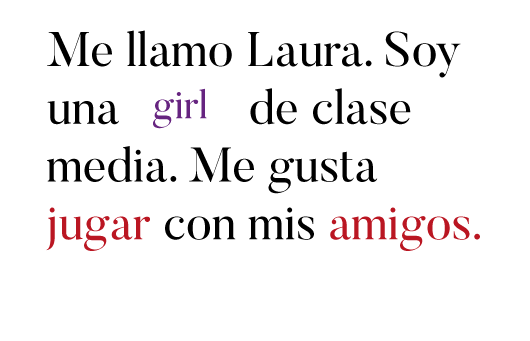 Me llamo Laura. Soy
una girl de clase
media. Me gusta
jugar con mis amigos.